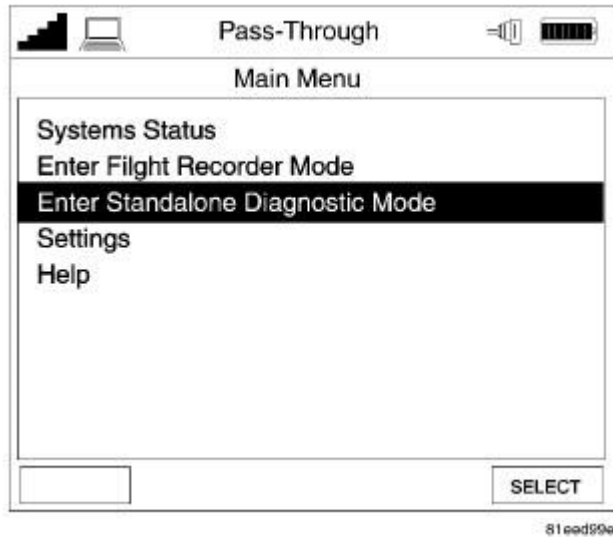 Pass-Through
Main Menu
Systems Status
Enter Filght Recorder Mode
Enter Standalone Diagnostic Mode
Settings
Help
SELECT
81eed99e